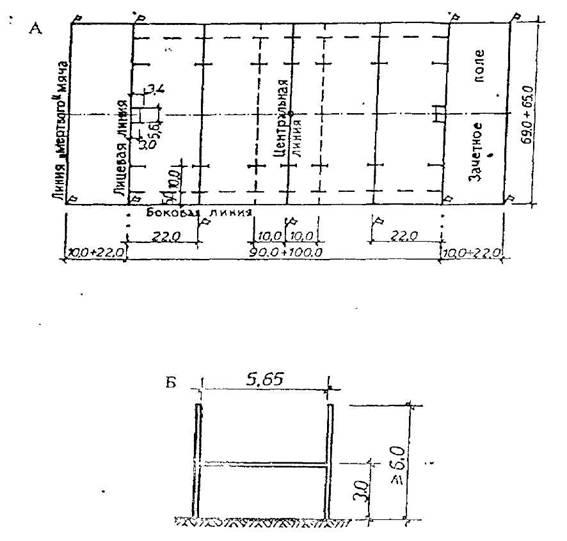 А
Линия „мертвого" мяча
Лицевая линия
3,4
5,6
3,0
5,0
10,0
Центральная линия
Зачетное поле
69,0÷65,0
Боковая линия
22,0
10,0
10,0
22,0
10,0÷22,0
90,0÷100,0
10,0÷22,0
Б
5,65
3,0
≥6,0